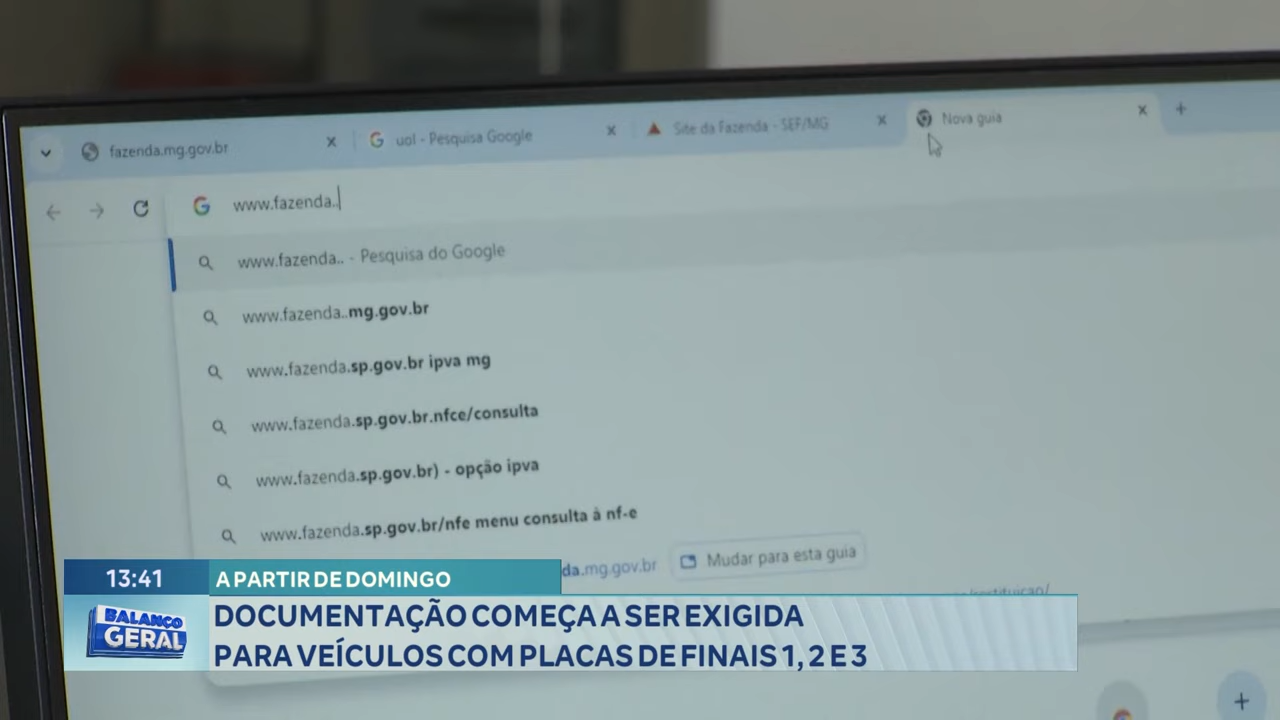 fazenda.mg.gov.br
uol - Pesquisa Google
Site da Fazenda - SEF/MG
Nova guia
www.fazenda..
www.fazenda.. - Pesquisa do Google
www.fazenda..mg.gov.br
www.fazenda.sp.gov.br ipva mg
www.fazenda.sp.gov.br.nfce/consulta
www.fazenda.sp.gov.br) - opção ipva
www.fazenda.sp.gov.br/nfe menu consulta à nf-e
da.mg.gov.br Mudar para esta guia
13:41 A PARTIR DE DOMINGO
BALANÇO GERAL
DOCUMENTAÇÃO COMEÇA A SER EXIGIDA
PARA VEÍCULOS COM PLACAS DE FINAIS 1, 2 E 3